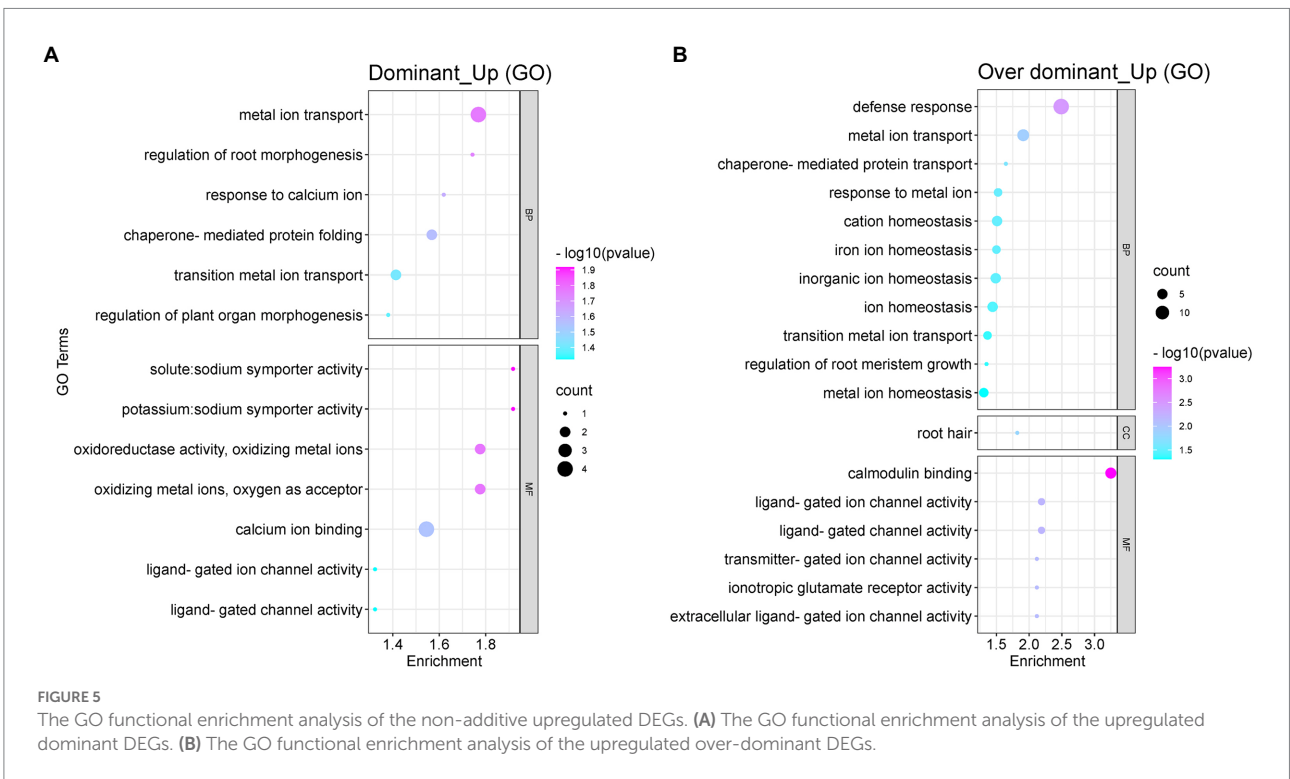 A
Dominant_Up (GO)
metal ion transport
regulation of root morphogenesis
response to calcium ion
chaperone- mediated protein folding
transition metal ion transport
regulation of plant organ morphogenesis
BP
solute:sodium symporter activity
potassium:sodium symporter activity
oxidoreductase activity, oxidizing metal ions
oxidizing metal ions, oxygen as acceptor
calcium ion binding
ligand- gated ion channel activity
ligand- gated channel activity
MF
GO Terms
1.4 1.6 1.8
Enrichment
- log10(pvalue)
1.9
1.8
1.7
1.6
1.5
1.4
count
1
2
3
4
B
Over dominant_Up (GO)
defense response
metal ion transport
chaperone- mediated protein transport
response to metal ion
cation homeostasis
iron ion homeostasis
inorganic ion homeostasis
ion homeostasis
transition metal ion transport
regulation of root meristem growth
metal ion homeostasis
BP
root hair
CC
calmodulin binding
ligand- gated ion channel activity
ligand- gated channel activity
transmitter- gated ion channel activity
ionotropic glutamate receptor activity
extracellular ligand- gated ion channel activity
MF
1.5 2.0 2.5 3.0
Enrichment
count
5
10
- log10(pvalue)
3.0
2.5
2.0
1.5
FIGURE 5
The GO functional enrichment analysis of the non-additive upregulated DEGs. (A) The GO functional enrichment analysis of the upregulated
dominant DEGs. (B) The GO functional enrichment analysis of the upregulated over-dominant DEGs.